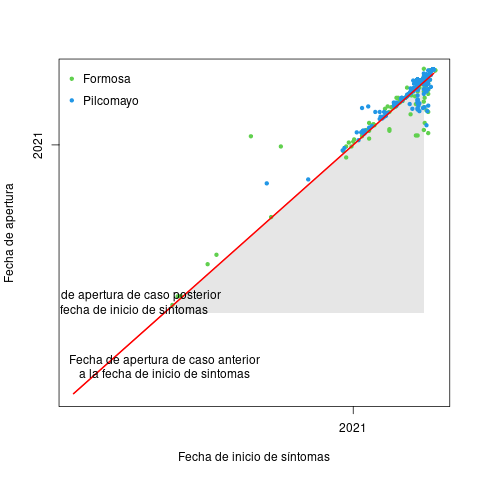 Formosa
Pilcomayo
2021
Fecha de apertura
de apertura de caso posterior
fecha de inicio de síntomas
Fecha de apertura de caso anterior
a la fecha de inicio de sintomas
2021
Fecha de inicio de síntomas